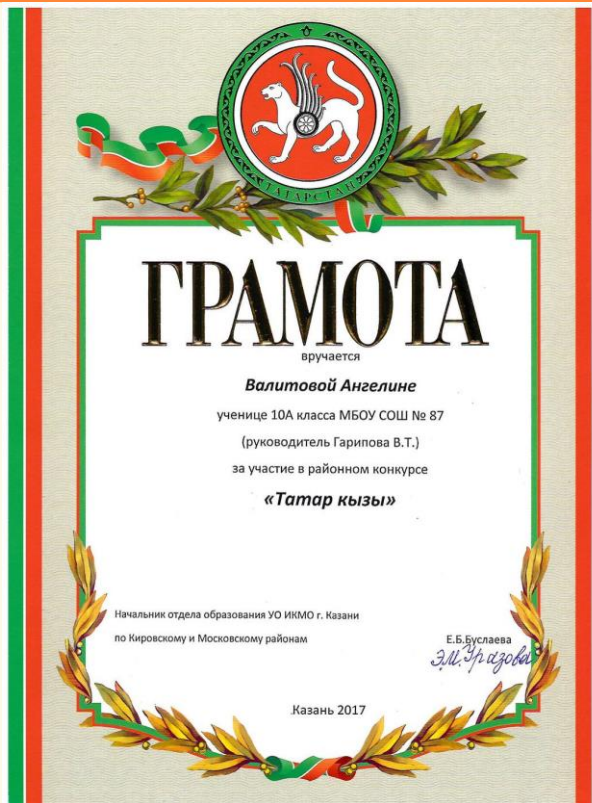 ТАТАРСТАН
ГРАМОТА
вручается
Валитовой Ангелине
ученице 10А класса МБОУ СОШ № 87
(руководитель Гарипова В.Т.)
за участие в районном конкурсе
«Татар кызы»
Начальник отдела образования УО ИКМО г. Казани
по Кировскому и Московскому районам
Е.Б.Буслаева
Э.И. Уразова
Казань 2017